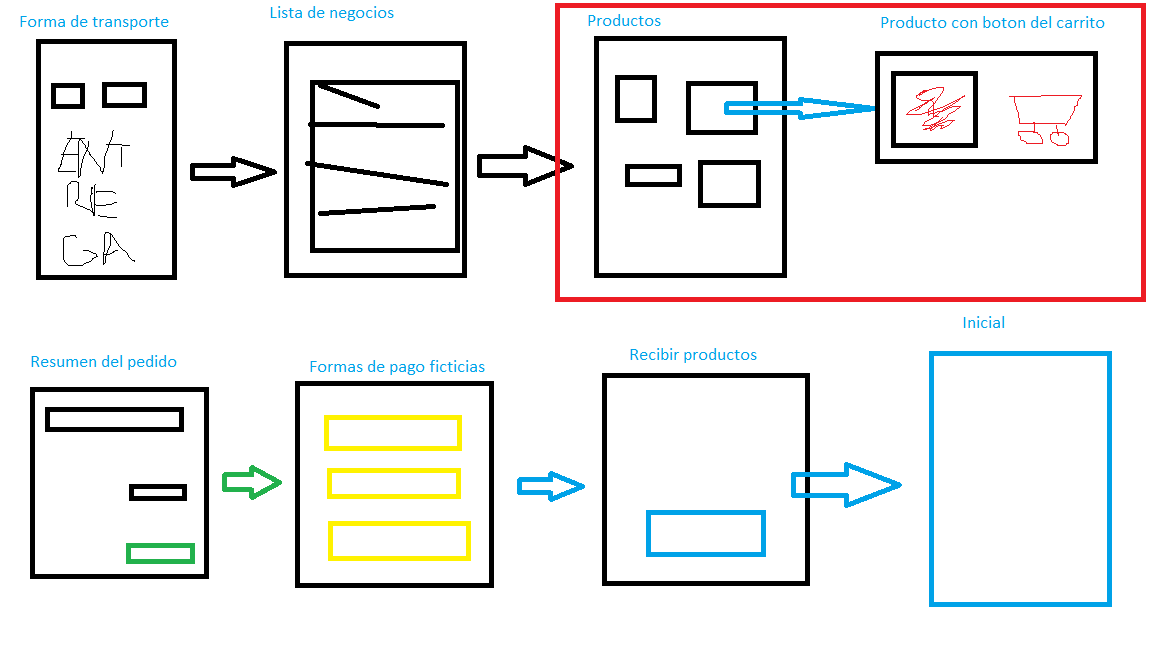 Forma de transporte
Lista de negocios
Productos
Producto con boton del carrito
ENT
RE
GA
Resumen del pedido
Formas de pago ficticias
Recibir productos
Inicial